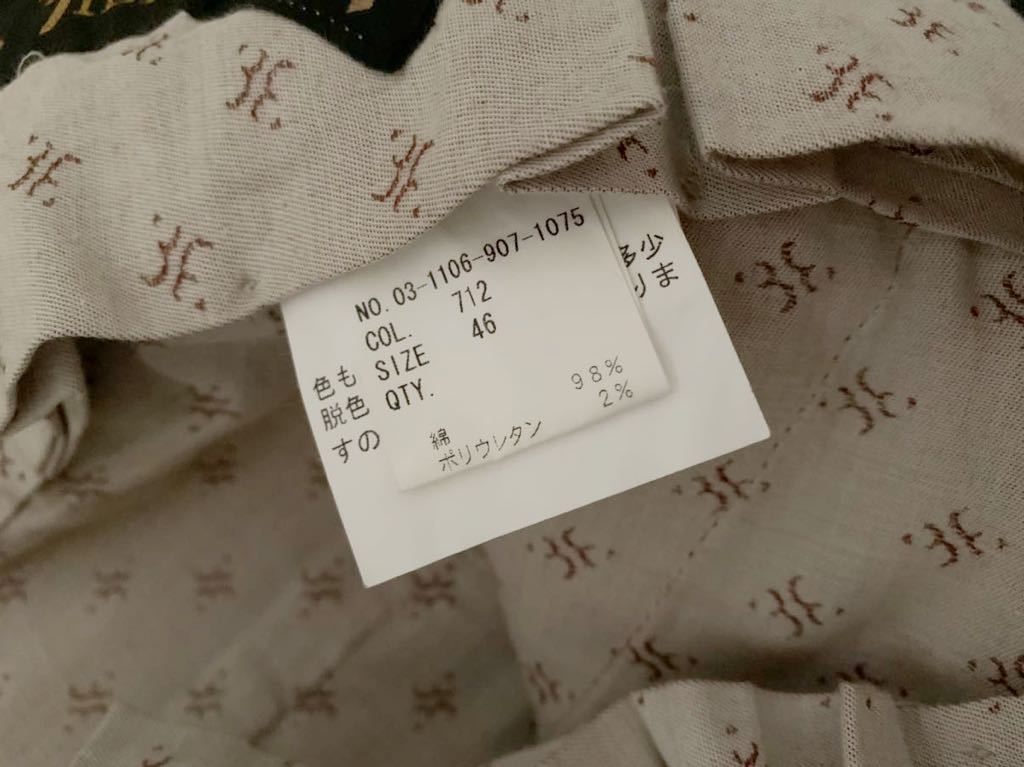 NO. 03-1106-907-1075
COL. 712
SIZE 46
QTY.
綿 98%
ポリウレタン 2%
色も
脱色
すの
少
りま